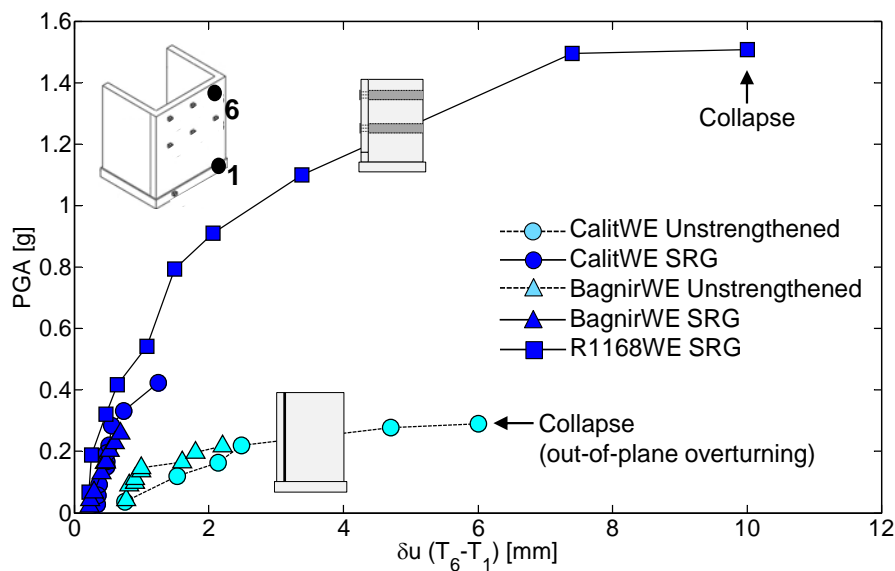 1.6
1.4
1.2
1
0.8
0.6
0.4
0.2
0
PGA [g]
6
1
Collapse
CalitWE Unstrengthened
CalitWE SRG
BagnirWE Unstrengthened
BagnirWE SRG
R1168WE SRG
Collapse
(out-of-plane overturning)
0 2 4 6 8 10 12
δu (T₆-T₁) [mm]